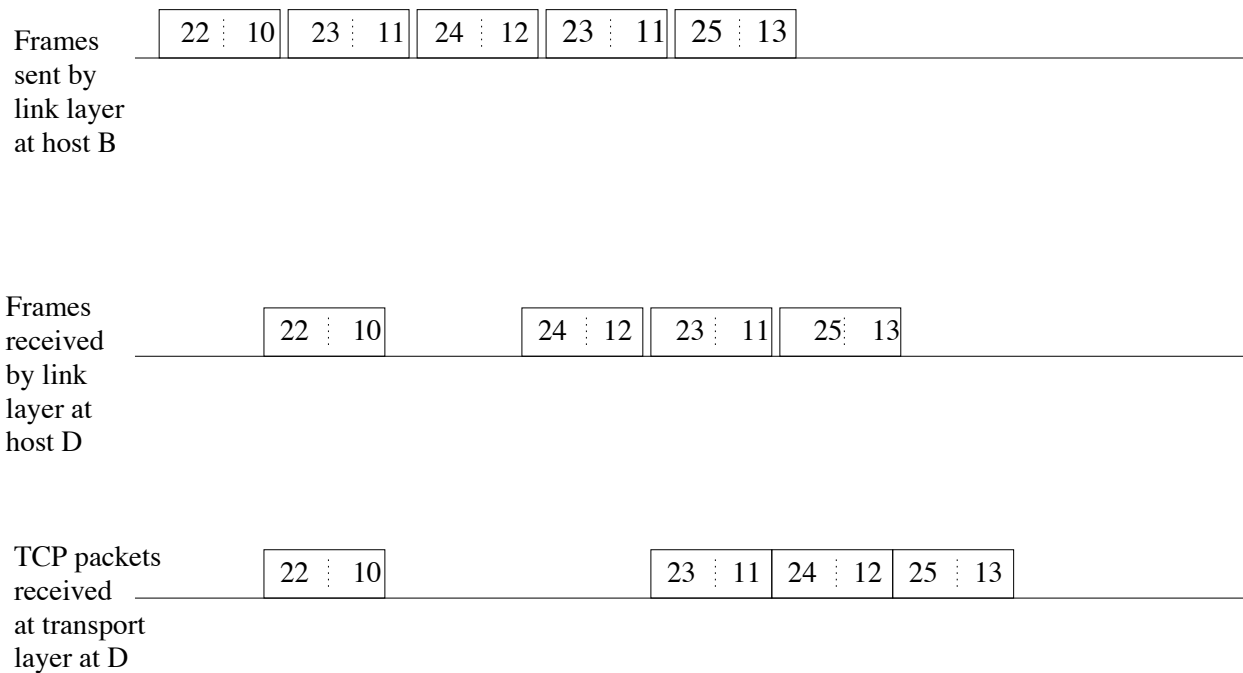 Frames
sent by
link layer
at host B
22 10 23 11 24 12 23 11 25 13
Frames
received
by link
layer at
host D
22 10 24 12 23 11 25 13
TCP packets
received
at transport
layer at D
22 10 23 11 24 12 25 13